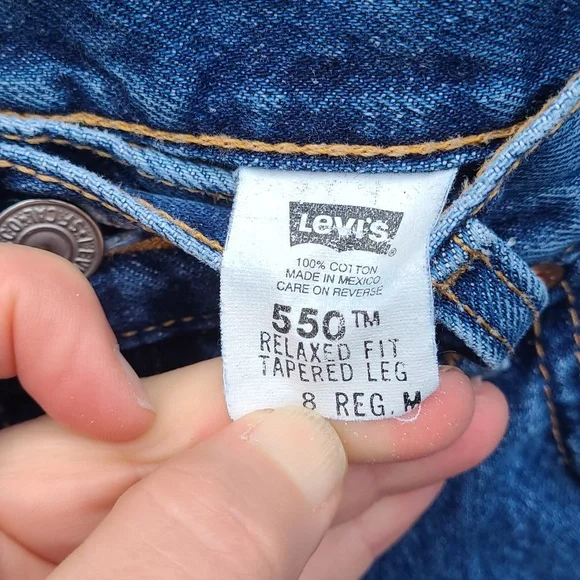 Levi's®
100% COTTON
MADE IN MEXICO
CARE ON REVERSE
550™
RELAXED FIT
TAPERED LEG
8 REG. M